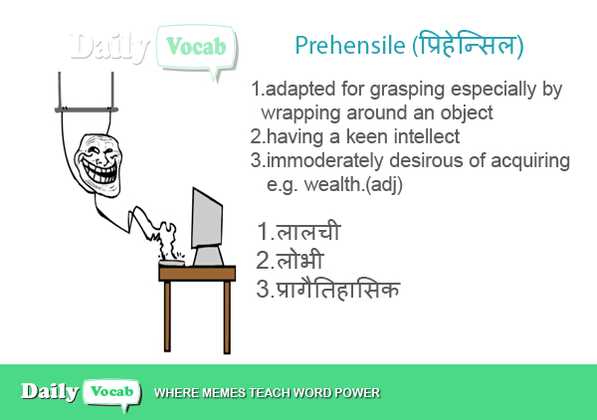 Daily Vocab
Prehensile (प्रिहेन्सिल)
1.adapted for grasping especially by
wrapping around an object
2.having a keen intellect
3.immoderately desirous of acquiring
e.g. wealth.(adj)
1.लालची
2.लोभी
3.प्रागैतिहासिक
Daily Vocab WHERE MEMES TEACH WORD POWER